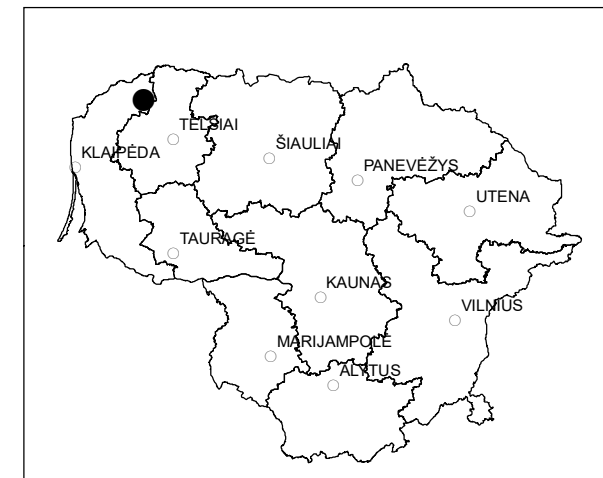 TELŠIAI
ŠIAULIAI
KLAIPĖDA
PANEVĖŽYS
UTENA
TAURAGĖ
KAUNAS
VILNIUS
MARIJAMPOLĖ
ALYTUS